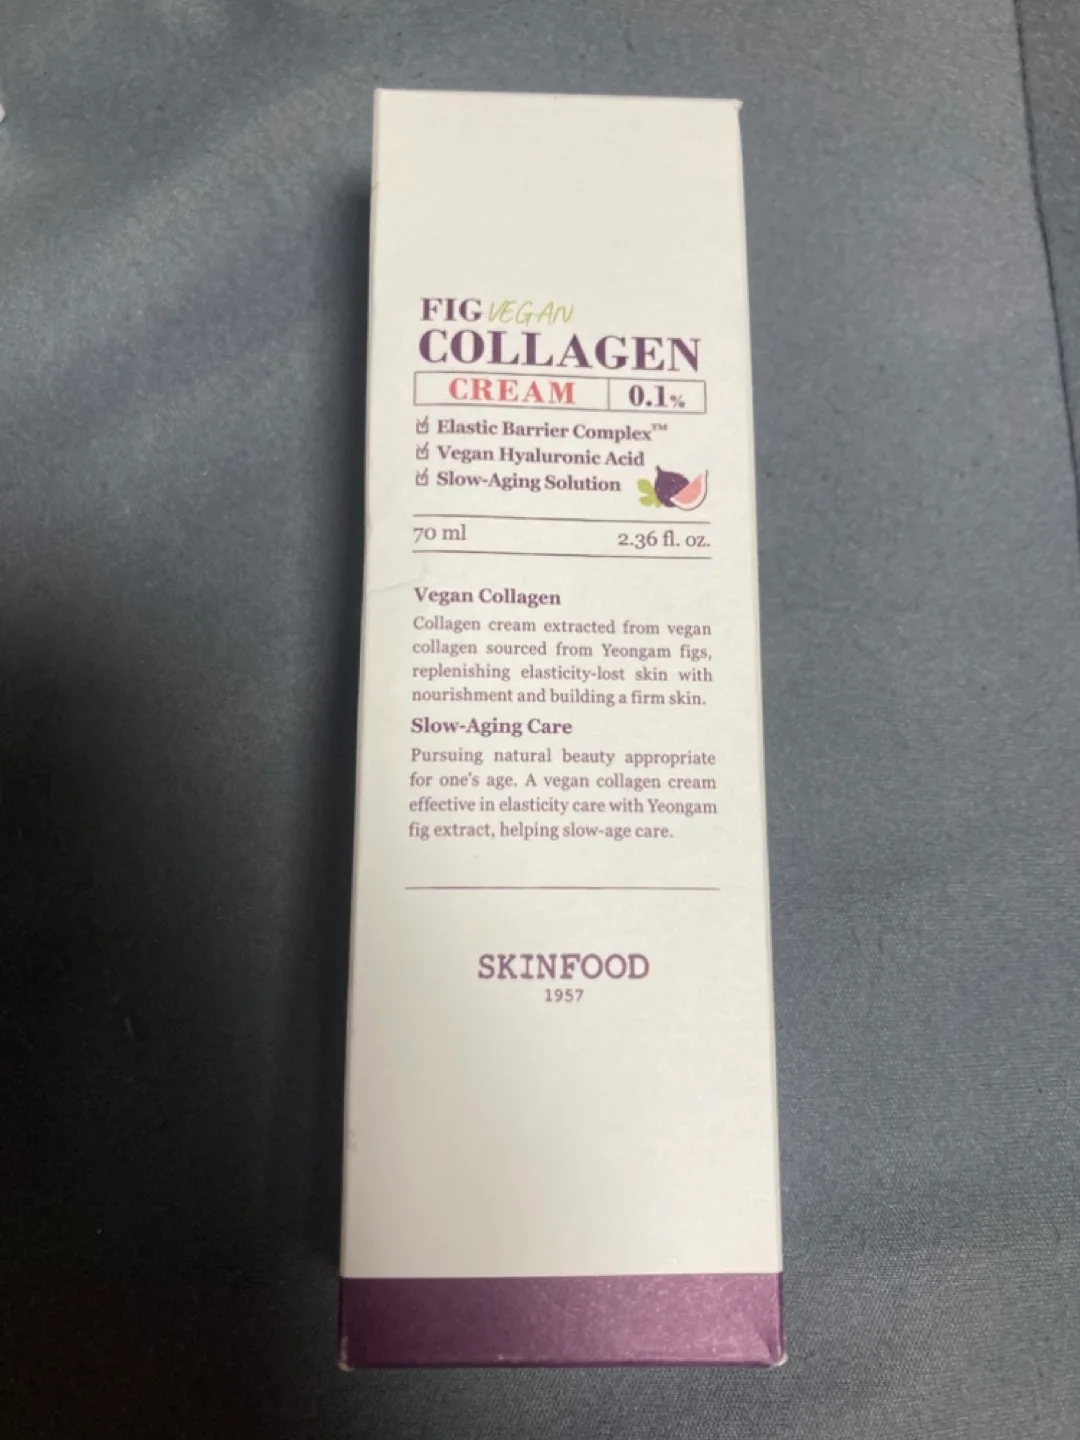 FIG VEGAN
COLLAGEN
CREAM 0.1%
Elastic Barrier Complex™
Vegan Hyaluronic Acid
Slow-Aging Solution
70 ml 2.36 fl. oz.
Vegan Collagen
Collagen cream extracted from vegan
collagen sourced from Yeongam figs,
replenishing elasticity-lost skin with
nourishment and building a firm skin.
Slow-Aging Care
Pursuing natural beauty appropriate
for one's age. A vegan collagen cream
effective in elasticity care with Yeongam
fig extract, helping slow-age care.
SKINFOOD
1957